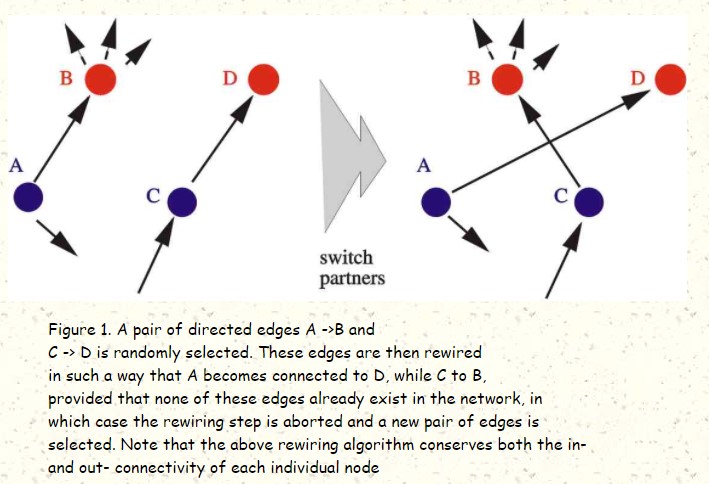 B D B D
A A
C C
switch
partners
Figure 1. A pair of directed edges A ->B and
C -> D is randomly selected. These edges are then rewired
in such a way that A becomes connected to D, while C to B,
provided that none of these edges already exist in the network, in
which case the rewiring step is aborted and a new pair of edges is
selected. Note that the above rewiring algorithm conserves both the in-
and out- connectivity of each individual node